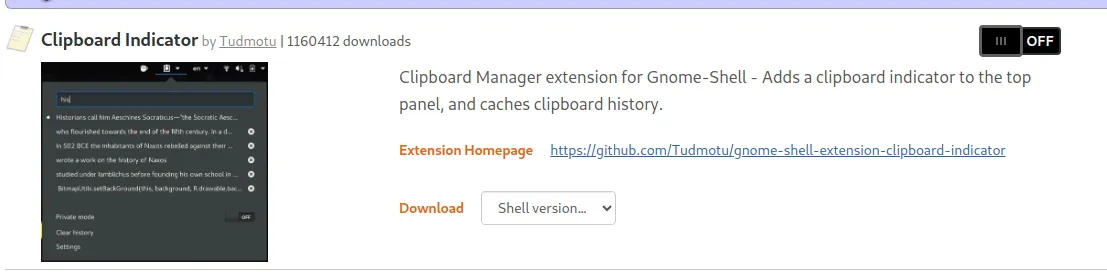 Clipboard Indicator by Tudmotu | 1160412 downloads
OFF
en
his
Historians call him Aeschines Socraticus—"the Socratic Aesc...
who flourished towards the end of the fifth century. In a d...
In 502 BCE the inhabitants of Naxos rebelled against their ...
wrote a work on the history of Naxos
studied under Iamblichus before founding his own school in ...
BitmapUtils.setBackGround(this, background, R.drawable.bac...
Private mode
OFF
Clear history
Settings
Clipboard Manager extension for Gnome-Shell - Adds a clipboard indicator to the top
panel, and caches clipboard history.
Extension Homepage https://github.com/Tudmotu/gnome-shell-extension-clipboard-indicator
Download Shell version...